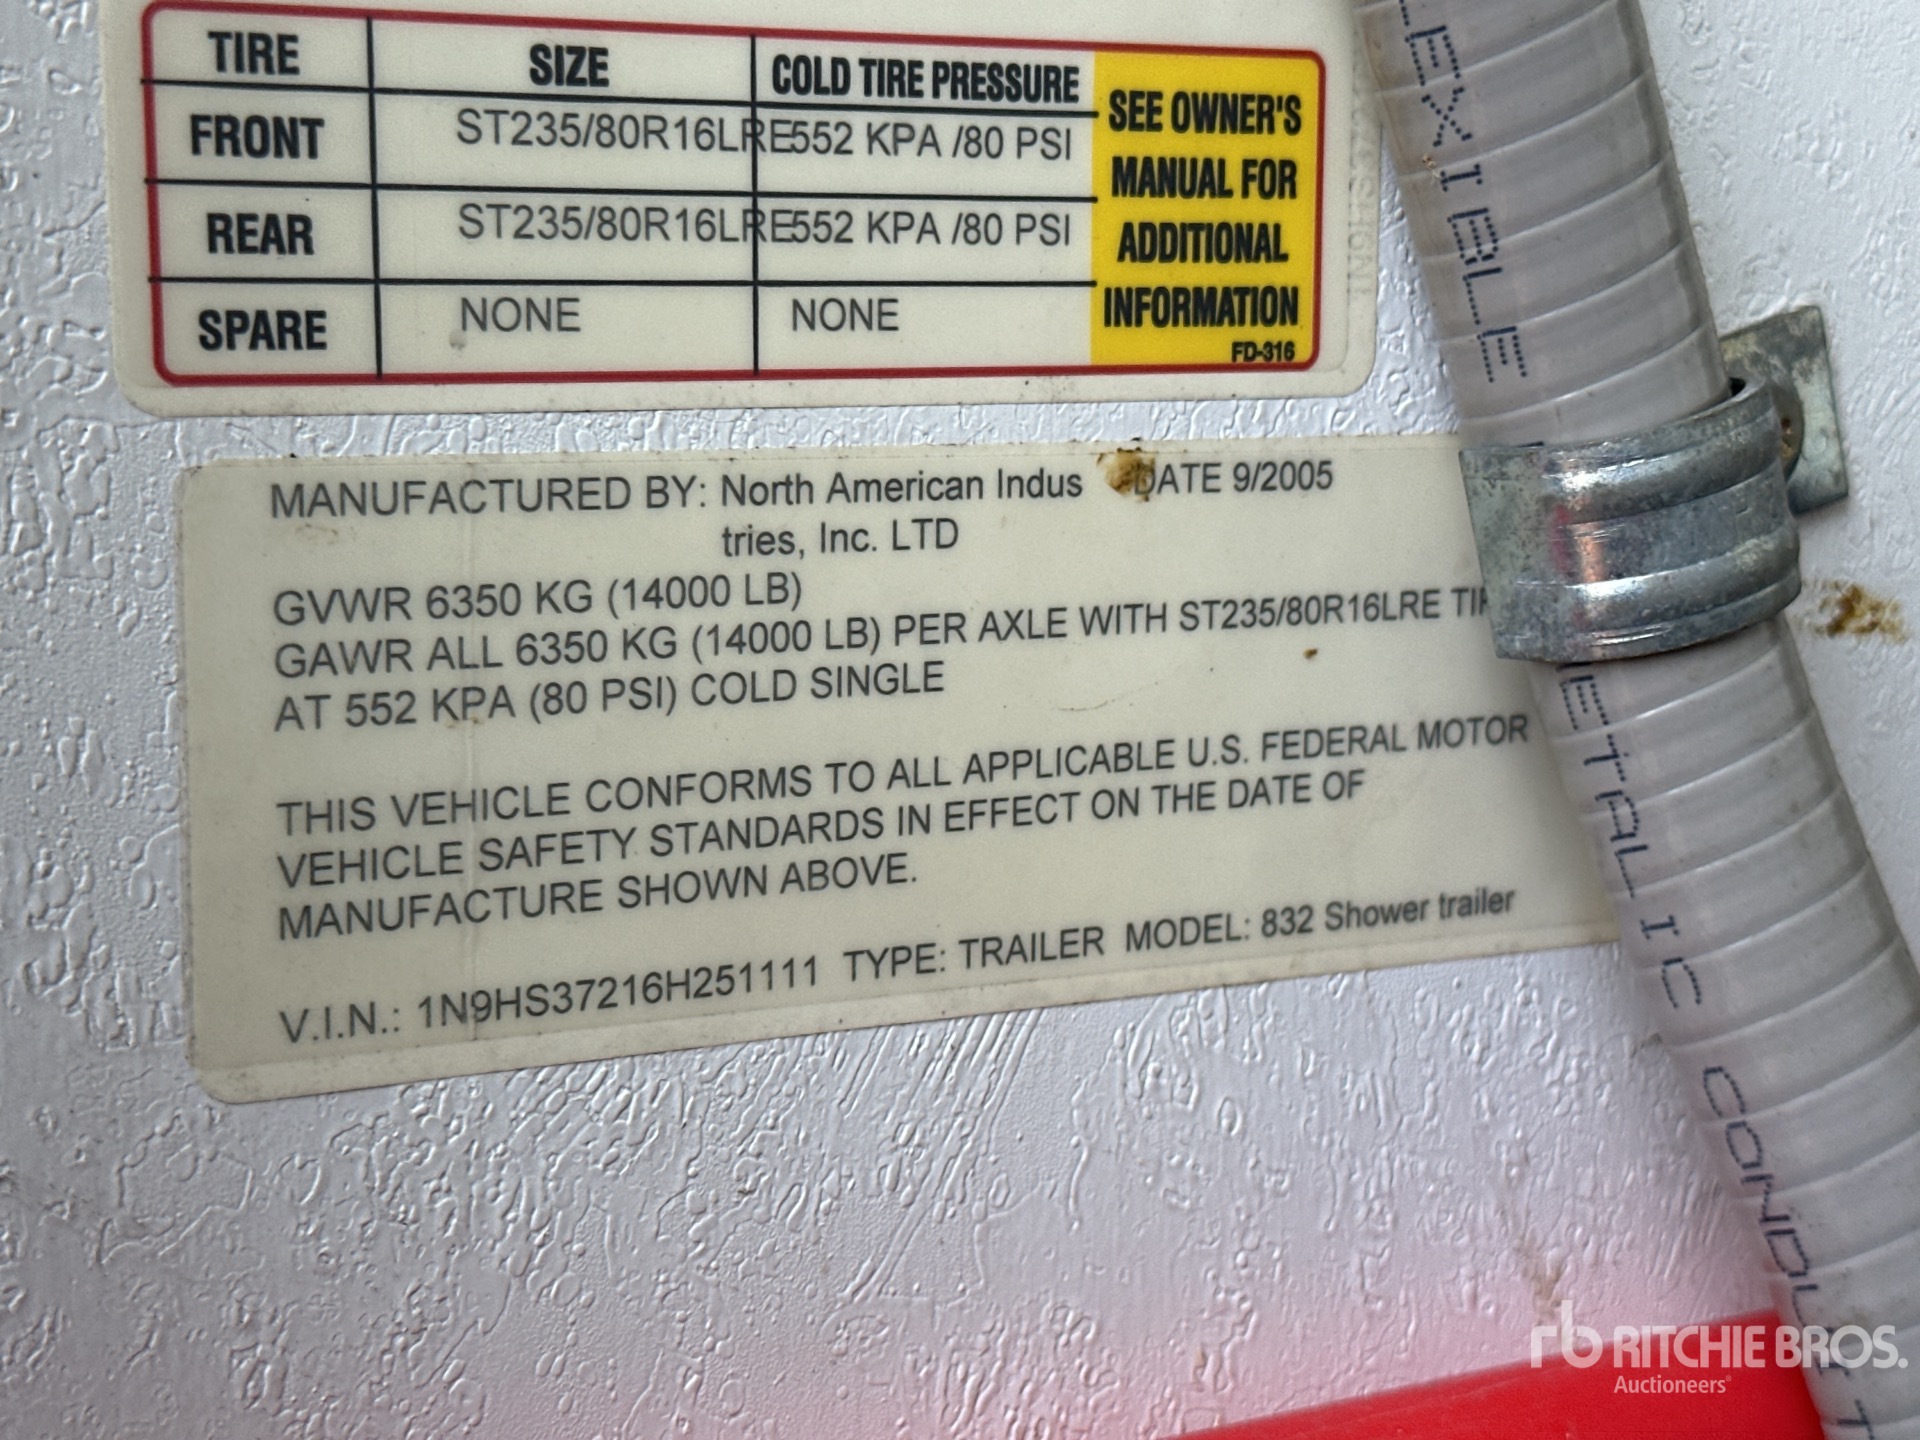 TIRE SIZE COLD TIRE PRESSURE
FRONT ST235/80R16LRE 552 KPA /80 PSI
REAR ST235/80R16LRE 552 KPA /80 PSI
SPARE NONE NONE
SEE OWNER'S
MANUAL FOR
ADDITIONAL
INFORMATION
FD-316
MANUFACTURED BY: North American Indus DATE 9/2005
tries, Inc. LTD
GVWR 6350 KG (14000 LB)
GAWR ALL 6350 KG (14000 LB) PER AXLE WITH ST235/80R16LRE
AT 552 KPA (80 PSI) COLD SINGLE
THIS VEHICLE CONFORMS TO ALL APPLICABLE U.S. FEDERAL MOTOR
VEHICLE SAFETY STANDARDS IN EFFECT ON THE DATE OF
MANUFACTURE SHOWN ABOVE.
V.I.N.: 1N9HS37216H251111 TYPE: TRAILER MODEL: 832 Shower trailer
LEXIBLE
ETALIC CONDUIT
rb RITCHIE BROS.
Auctioneers